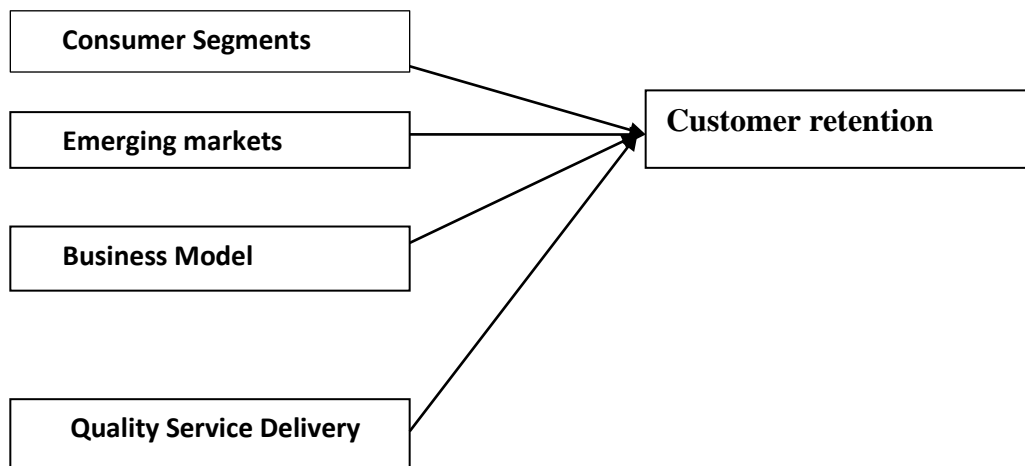 Consumer Segments
Emerging markets
Customer retention
Business Model
Quality Service Delivery